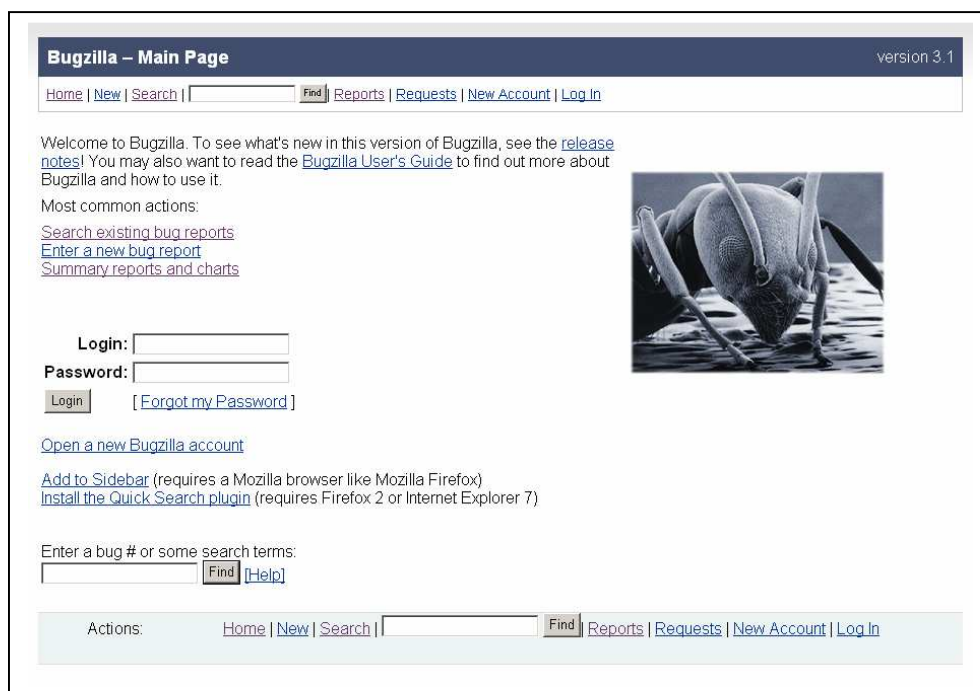 Bugzilla – Main Page version 3.1
Home | New | Search | Find | Reports | Requests | New Account | Log In
Welcome to Bugzilla. To see what's new in this version of Bugzilla, see the release
notes! You may also want to read the Bugzilla User's Guide to find out more about
Bugzilla and how to use it.
Most common actions:
Search existing bug reports
Enter a new bug report
Summary reports and charts
Login:
Password:
Login [ Forgot my Password ]
Open a new Bugzilla account
Add to Sidebar (requires a Mozilla browser like Mozilla Firefox)
Install the Quick Search plugin (requires Firefox 2 or Internet Explorer 7)
Enter a bug # or some search terms:
Find [Help]
Actions: Home | New | Search | Find | Reports | Requests | New Account | Log In